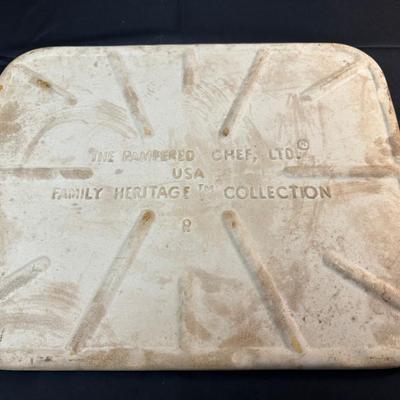 THE PAMPERED CHEF, LTD.®
USA
FAMILY HERITAGE™ COLLECTION